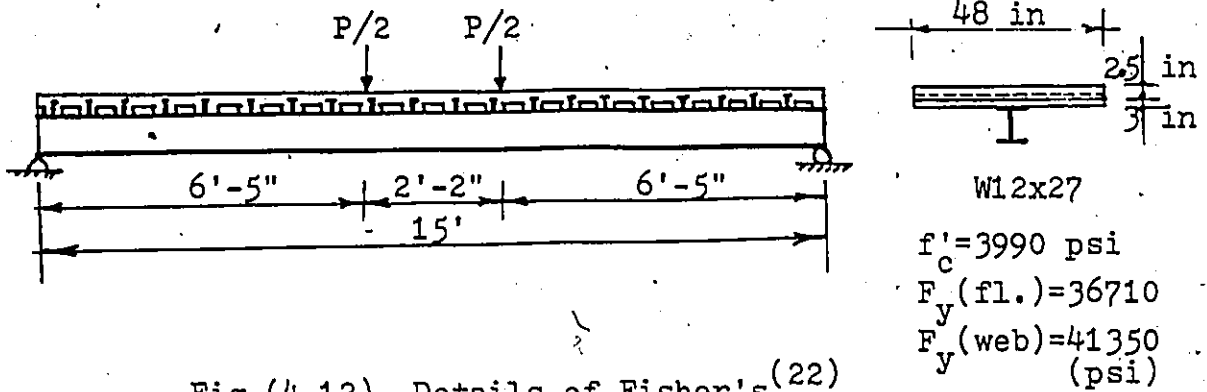 P/2 P/2
48 in
2.5 in
3 in
6'-5" 2'-2" 6'-5"
15'
W12x27
f'c=3990 psi
Fy(fl.)=36710
Fy(web)=41350
(psi)
Fig.(4.12) Details of Fisher's(22)